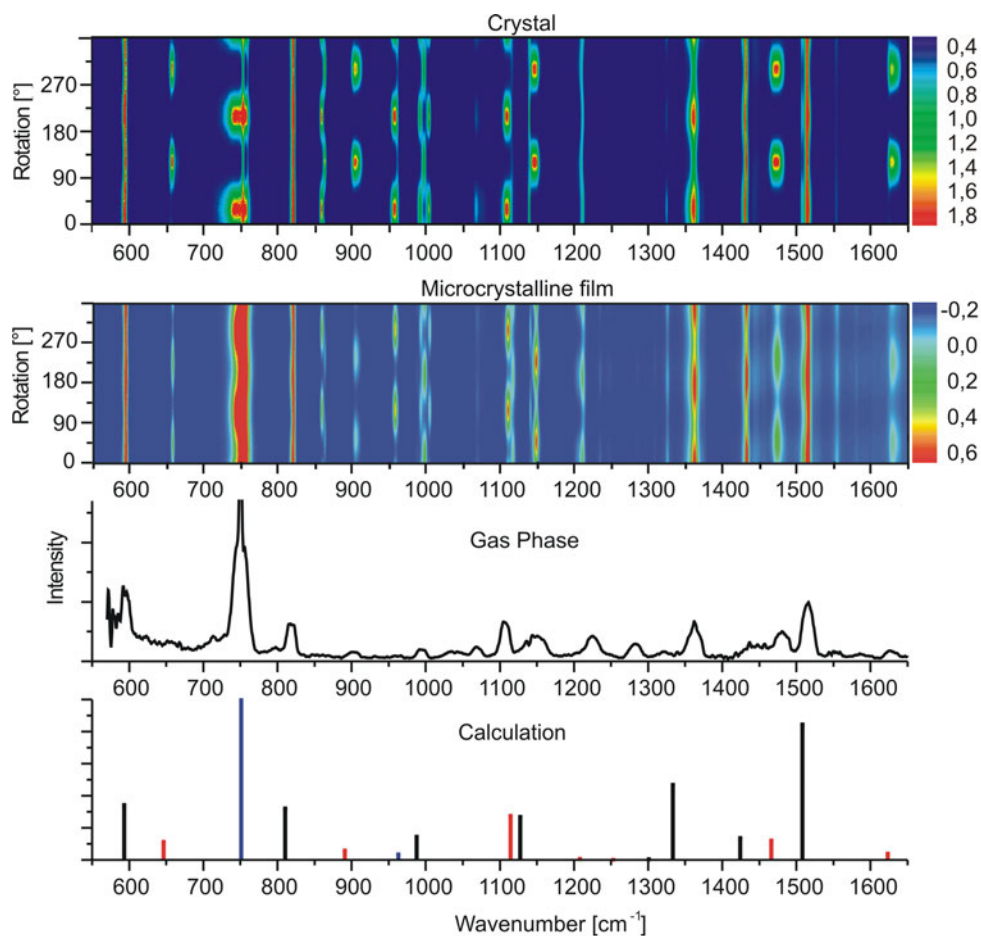 Crystal
Rotation [°]
270
180
90
0
600 700 800 900 1000 1100 1200 1300 1400 1500 1600
0,4
0,6
0,8
1,0
1,2
1,4
1,6
1,8
Microcrystalline film
Rotation [°]
270
180
90
0
600 700 800 900 1000 1100 1200 1300 1400 1500 1600
-0,2
0,0
0,2
0,4
0,6
Gas Phase
Intensity
600 700 800 900 1000 1100 1200 1300 1400 1500 1600
Calculation
600 700 800 900 1000 1100 1200 1300 1400 1500 1600
Wavenumber [cm⁻¹]